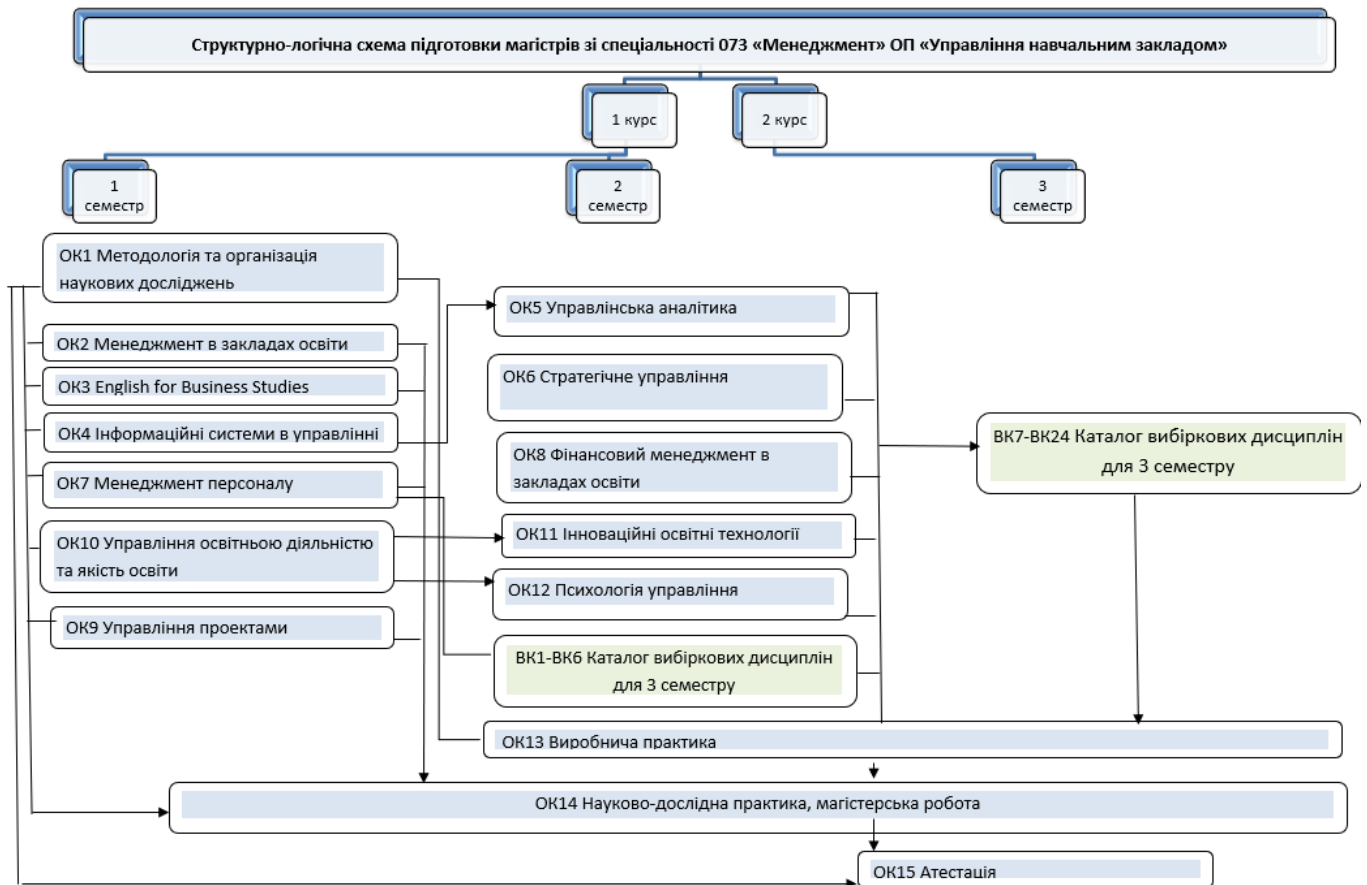 Структурно-логічна схема підготовки магістрів зі спеціальності 073 «Менеджмент» ОП «Управління навчальним закладом»
1 курс
2 курс
1
семестр
2
семестр
3
семестр
ОК1 Методологія та організація
наукових досліджень
ОК2 Менеджмент в закладах освіти
ОК3 English for Business Studies
ОК4 Інформаційні системи в управлінні
ОК7 Менеджмент персоналу
ОК10 Управління освітньою діяльністю
та якість освіти
ОК9 Управління проектами
ОК5 Управлінська аналітика
ОК6 Стратегічне управління
ОК8 Фінансовий менеджмент в
закладах освіти
ОК11 Інноваційні освітні технології
ОК12 Психологія управління
ВК1-ВК6 Каталог вибіркових дисциплін
для 3 семестру
ВК7-ВК24 Каталог вибіркових дисциплін
для 3 семестру
ОК13 Виробнича практика
ОК14 Науково-дослідна практика, магістерська робота
ОК15 Атестація